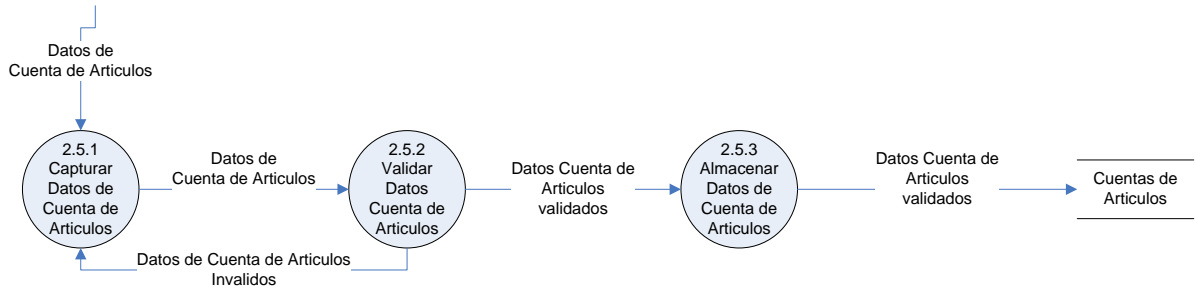 Datos de
Cuenta de Articulos
2.5.1
Capturar
Datos de
Cuenta de
Articulos
Datos de
Cuenta de Articulos
2.5.2
Validar
Datos
Cuenta de
Articulos
Datos Cuenta de
Articulos
validados
2.5.3
Almacenar
Datos de
Cuenta de
Articulos
Datos Cuenta de
Articulos
validados
Cuentas de
Articulos
Datos de Cuenta de Articulos
Invalidos